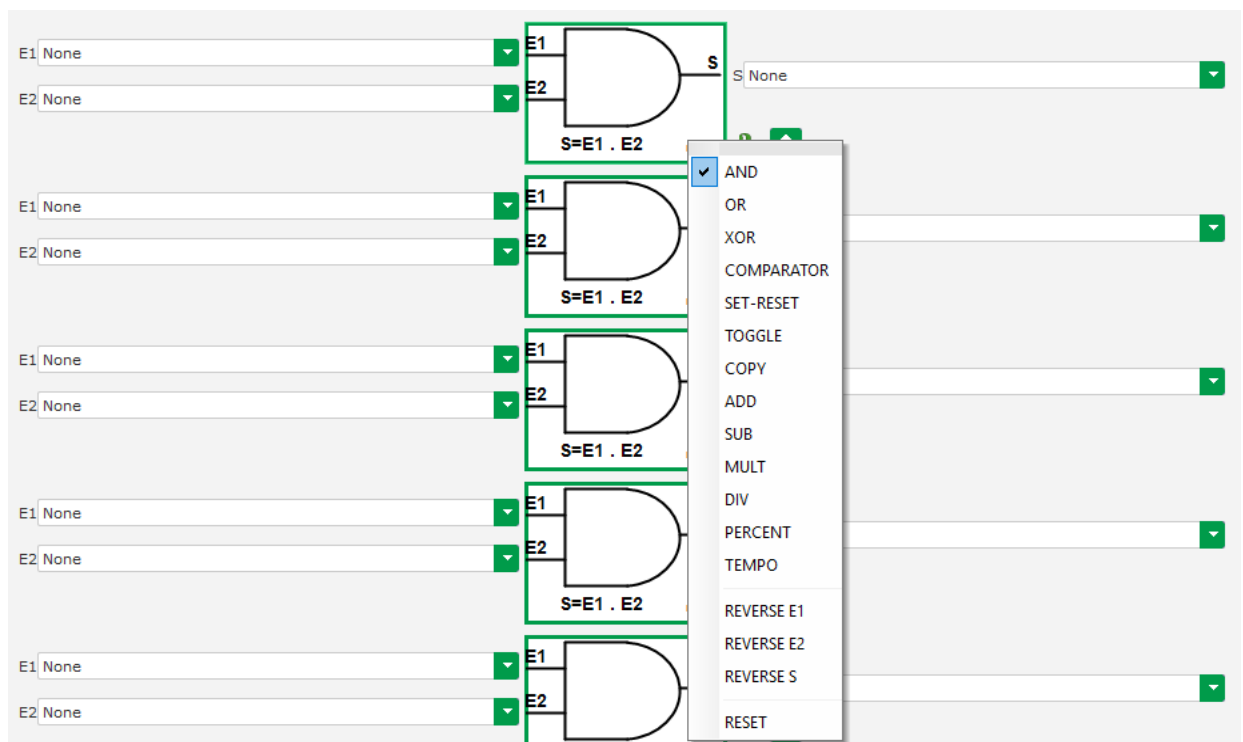 E1 None
E1
S
S None
E2 None
E2
S=E1 . E2
AND
OR
XOR
COMPARATOR
SET-RESET
TOGGLE
COPY
ADD
SUB
MULT
DIV
PERCENT
TEMPO
REVERSE E1
REVERSE E2
REVERSE S
RESET
E1 None
E1
E2 None
E2
S=E1 . E2
E1 None
E1
E2 None
E2
S=E1 . E2
E1 None
E1
E2 None
E2
S=E1 . E2
E1 None
E1
E2 None
E2